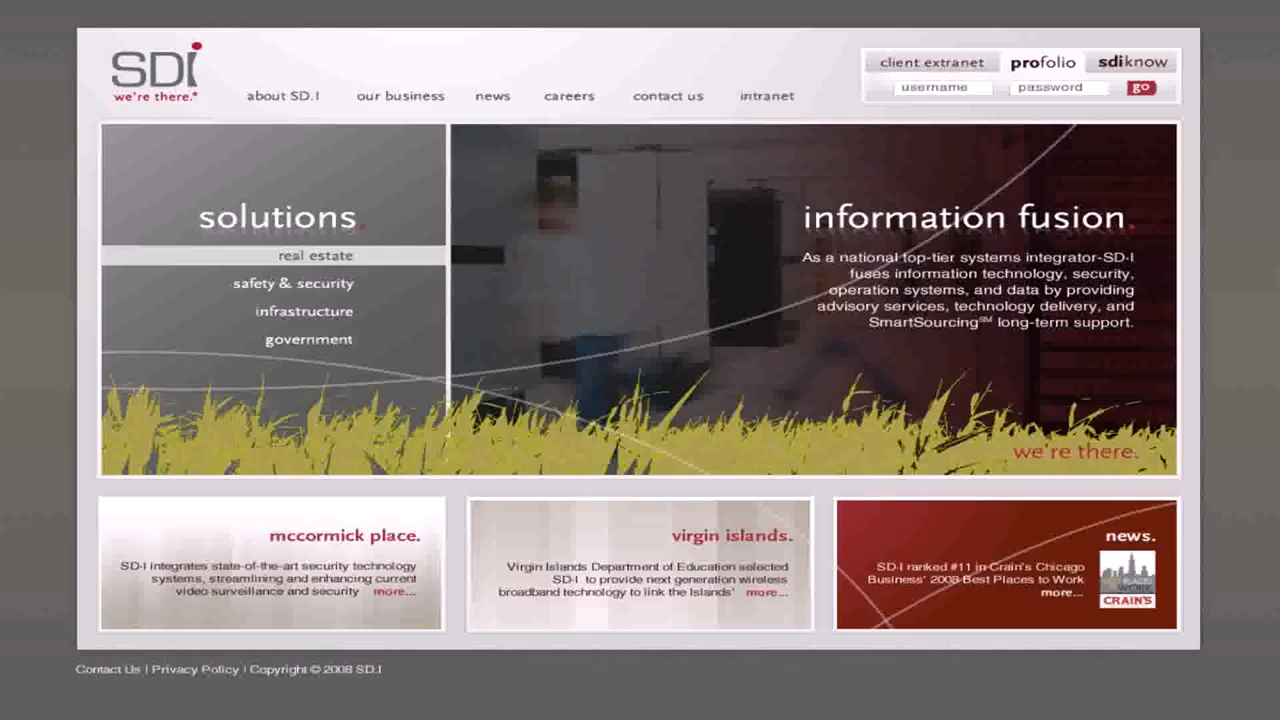 SDI
we're there.®
about SD.I
our business
news
careers
contact us
intranet
client extranet
profolio
sdiknow
username
password
go
solutions.
real estate
safety & security
infrastructure
government
information fusion.
As a national top-tier systems integrator-SD-I
fuses information technology, security,
operation systems, and data by providing
advisory services, technology delivery, and
SmartSourcing℠ long-term support.
we're there.
mccormick place.
SD-I integrates state-of-the-art security technology
systems, streamlining and enhancing current
video surveillance and security more...
virgin islands.
Virgin Islands Department of Education selected
SD-I to provide next generation wireless
broadband technology to link the Islands' more...
news.
SD-I ranked #11 in Crain's Chicago
Business' 2008 Best Places to Work
more...
CRAIN'S
Contact Us | Privacy Policy | Copyright © 2008 SD.I